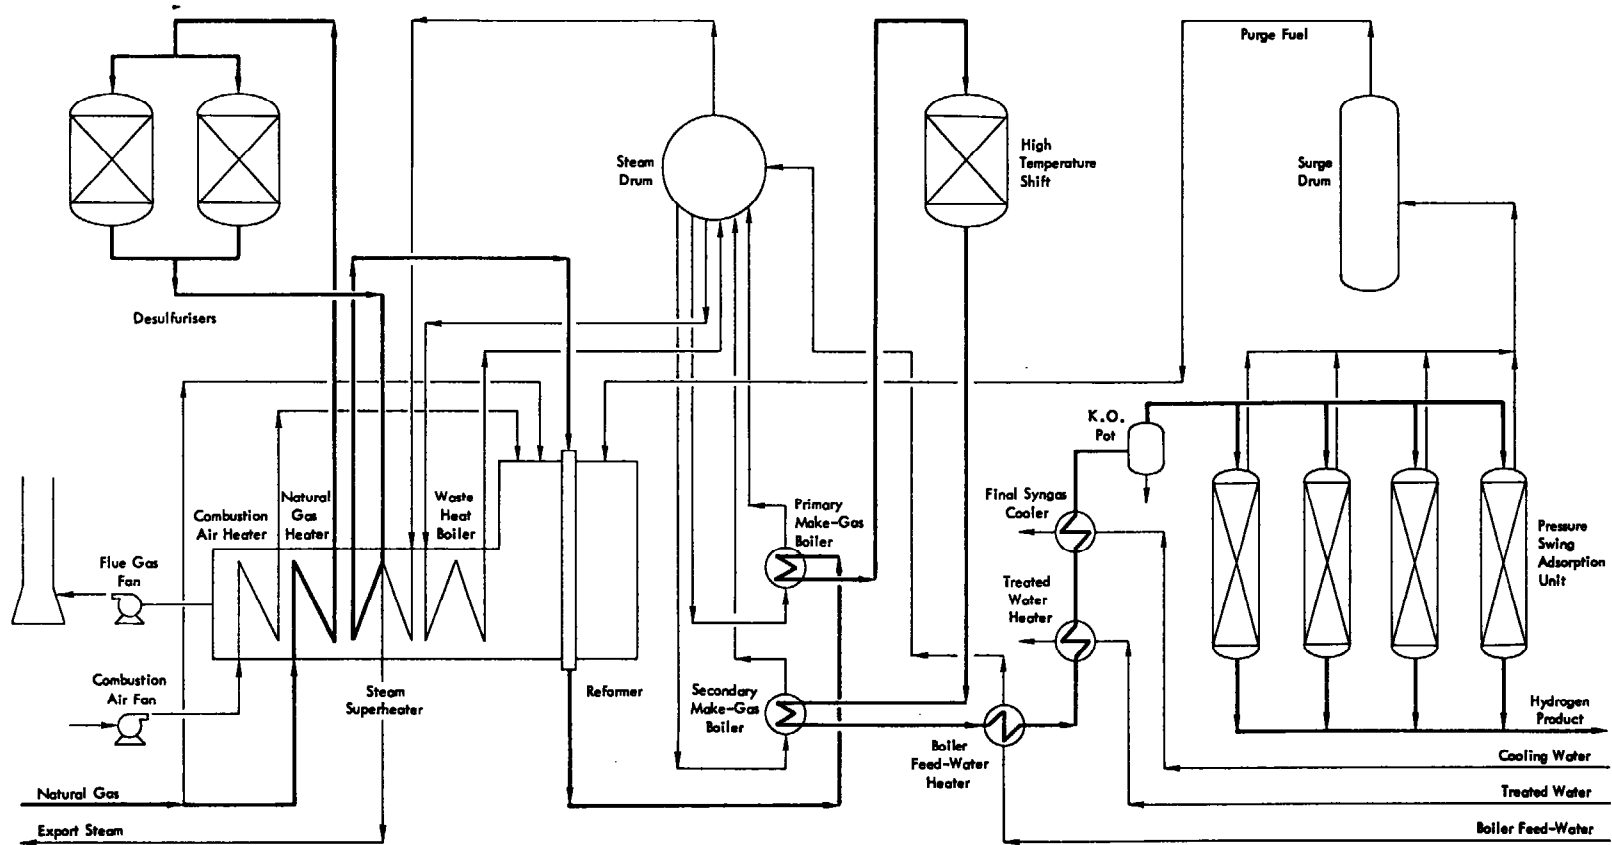 Purge Fuel
Steam
Drum
High
Temperature
Shift
Surge
Drum
Desulfurisers
K.O.
Pot
Combustion
Air Heater
Natural
Gas
Heater
Waste
Heat
Boiler
Primary
Make-Gas
Boiler
Final Syngas
Cooler
Pressure
Swing
Adsorption
Unit
Flue Gas
Fan
Treated
Water
Heater
Combustion
Air Fan
Steam
Superheater
Reformer
Secondary
Make-Gas
Boiler
Boiler
Feed-Water
Heater
Hydrogen
Product
Cooling Water
Natural Gas
Treated Water
Export Steam
Boiler Feed-Water